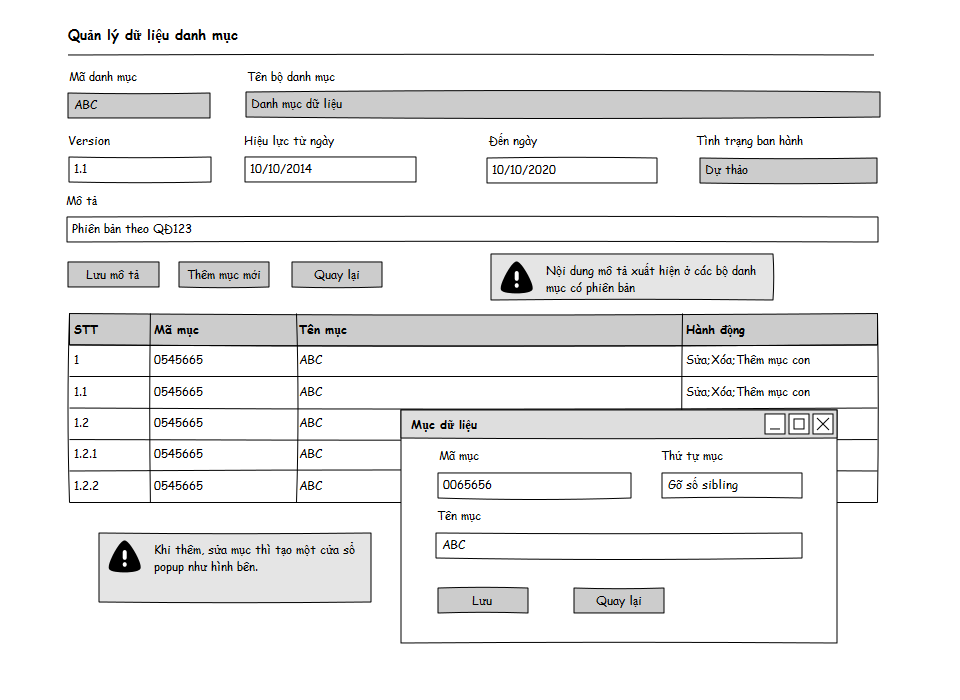 Quản lý dữ liệu danh mục
Mã danh mục Tên bộ danh mục
ABC Danh mục dữ liệu
Version Hiệu lực từ ngày Đến ngày Tình trạng ban hành
1.1 10/10/2014 10/10/2020 Dự thảo
Mô tả
Phiên bản theo QĐ123
Lưu mô tả Thêm mục mới Quay lại
Nội dung mô tả xuất hiện ở các bộ danh
mục có phiên bản
STT Mã mục Tên mục Hành động
1 0545665 ABC Sửa;Xóa;Thêm mục con
1.1 0545665 ABC Sửa;Xóa;Thêm mục con
1.2 0545665 ABC
1.2.1 0545665 ABC
1.2.2 0545665 ABC
Mục dữ liệu
Mã mục Thứ tự mục
0065656 Gõ số sibling
Tên mục
ABC
Lưu Quay lại
Khi thêm, sửa mục thì tạo một cửa sổ
popup như hình bên.